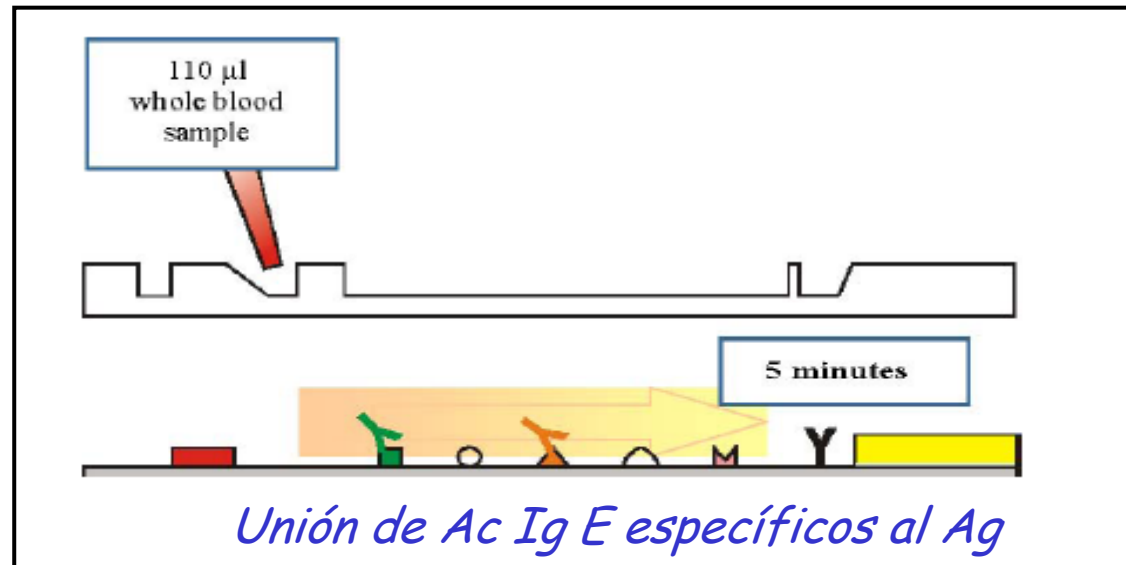 110 µl
whole blood
sample
5 minutes
Unión de Ac Ig E específicos al Ag